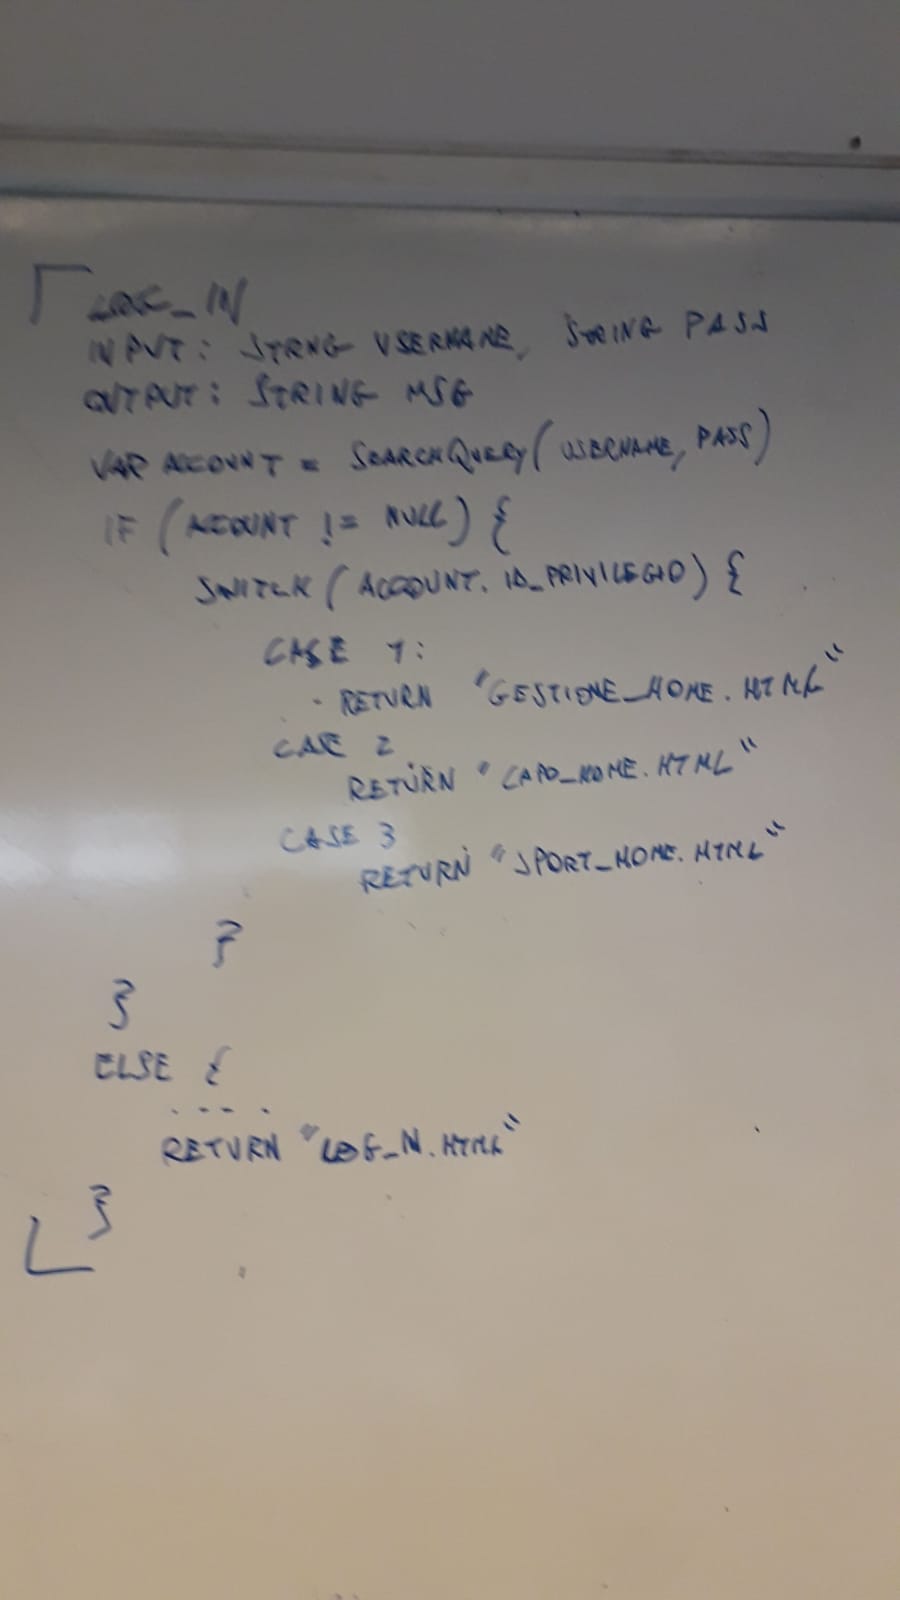 LOG_IN
INPUT: STRNG USERNAME, STRING PASS
OUTPUT: STRING MSG
VAR ACCOUNT = SEARCHQUERY(USERNAME, PASS)
IF (ACCOUNT != NULL) {
SWITCH (ACCOUNT. ID_PRIVILEGIO) {
CASE 1:
RETURN "GESTIONE_HOME.HTML"
CASE 2
RETURN "CAPO_HOME.HTML"
CASE 3
RETURN "SPORT_HOME.HTML"
}
}
ELSE {
....
RETURN "LOG_IN.HTML"
}